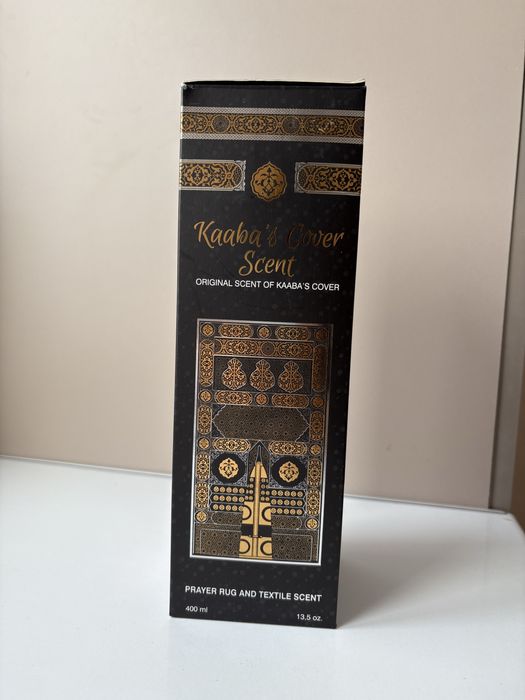 Kaaba's Cover
Scent
ORIGINAL SCENT OF KAABA'S COVER
PRAYER RUG AND TEXTILE SCENT
400 ml
13,5 oz.